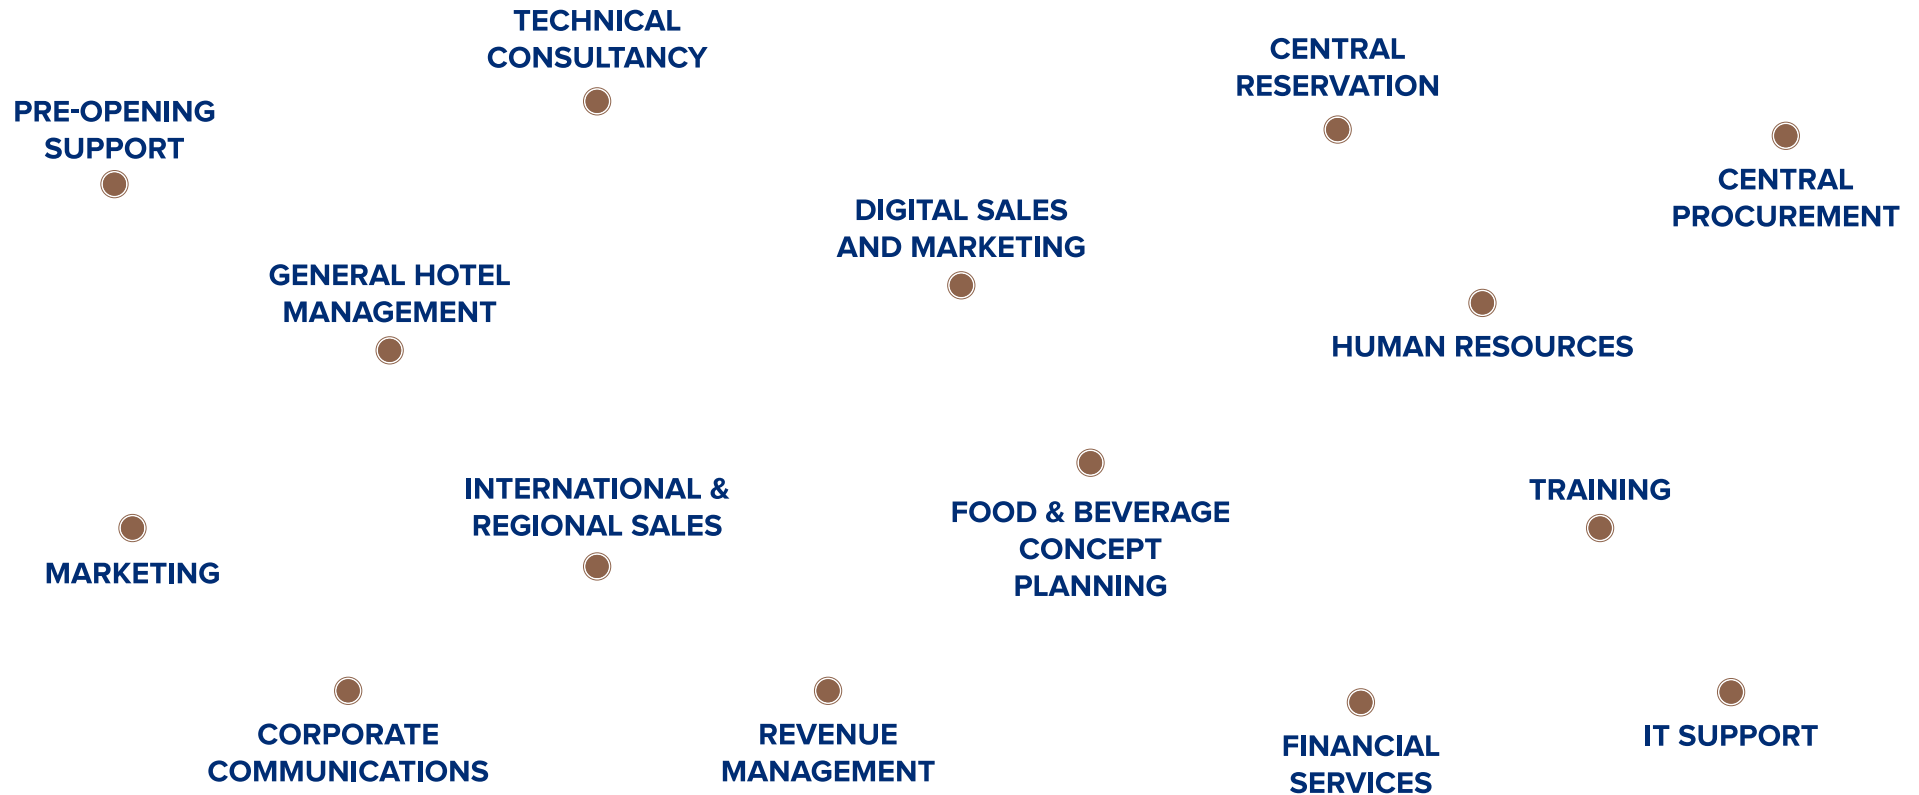 TECHNICAL
CONSULTANCY
CENTRAL
RESERVATION
PRE-OPENING
SUPPORT
CENTRAL
PROCUREMENT
DIGITAL SALES
AND MARKETING
GENERAL HOTEL
MANAGEMENT
HUMAN RESOURCES
INTERNATIONAL &
REGIONAL SALES
FOOD & BEVERAGE
CONCEPT
PLANNING
TRAINING
MARKETING
CORPORATE
COMMUNICATIONS
REVENUE
MANAGEMENT
FINANCIAL
SERVICES
IT SUPPORT